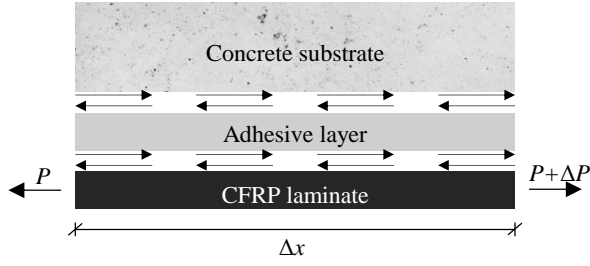 Concrete substrate
Adhesive layer
P
CFRP laminate
P+ΔP
Δx